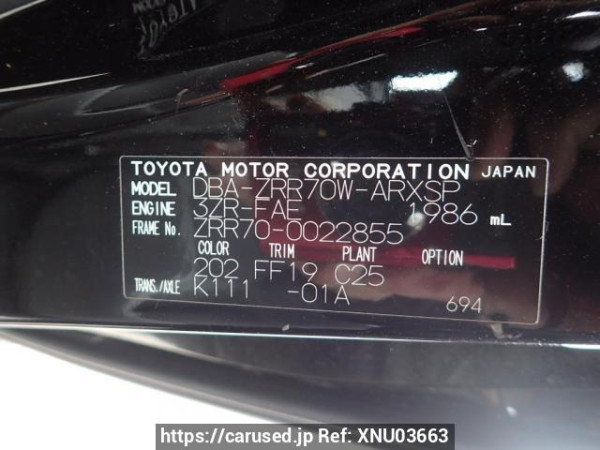 TOYOTA MOTOR CORPORATION JAPAN
MODEL DBA-ZRR70W-ARXSP
ENGINE 3ZR-FAE 1986 mL
FRAME No. ZRR70-0022855
COLOR TRIM PLANT OPTION
202 FF19 C25
TRANS./AXLE K111 -01A
694
https://carused.jp Ref: XNU03663